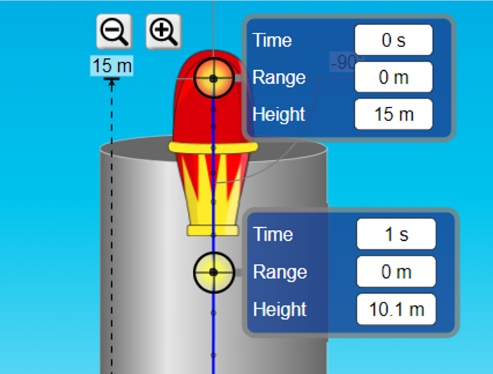 15 m
-90°
Time 0 s
Range 0 m
Height 15 m
Time 1 s
Range 0 m
Height 10.1 m